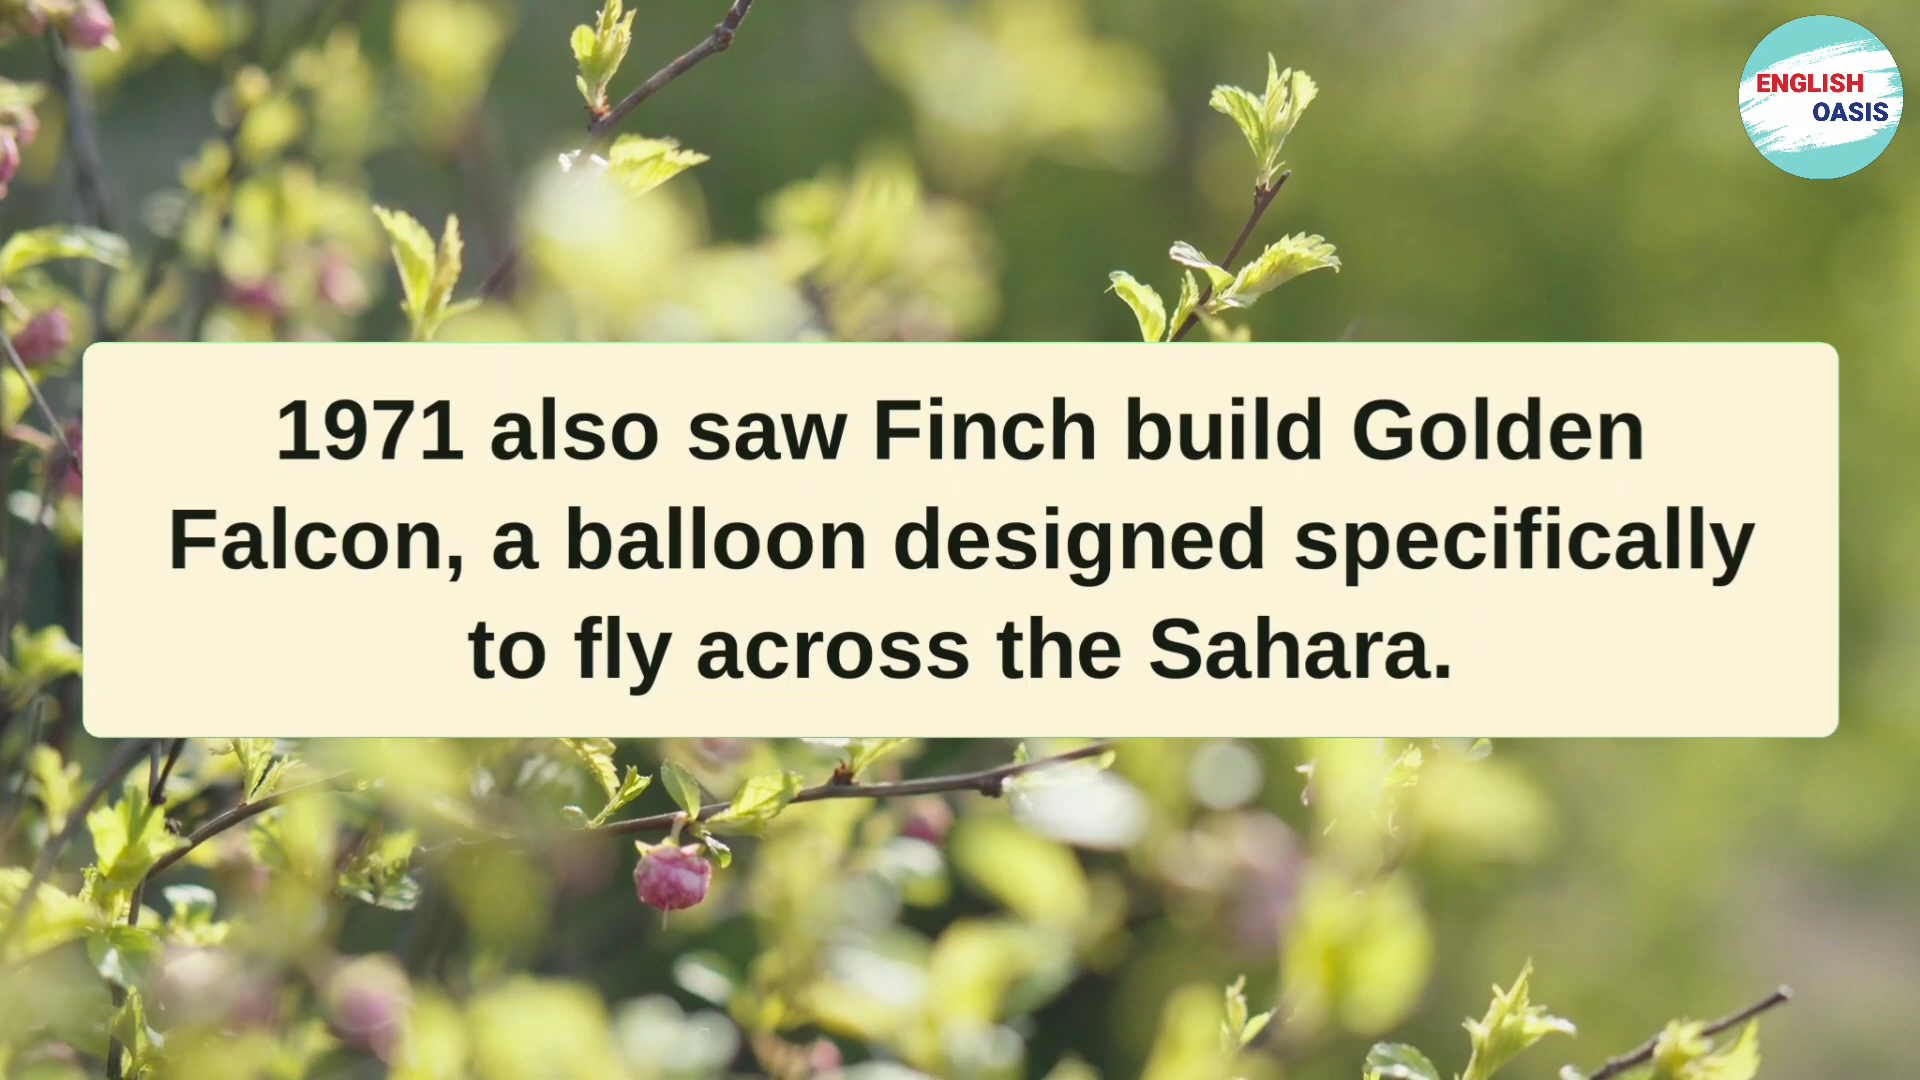 ENGLISH
OASIS
1971 also saw Finch build Golden
Falcon, a balloon designed specifically
to fly across the Sahara.